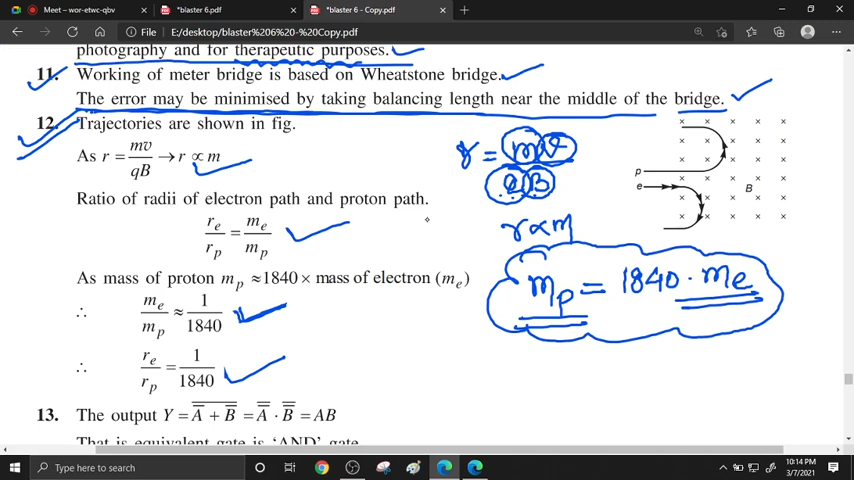 Meet – wor-etwc-qbv
*blaster 6.pdf
*blaster 6 - Copy.pdf
File
E:/desktop/blaster%206%20-%20Copy.pdf
photography and for therapeutic purposes.
11. Working of meter bridge is based on Wheatstone bridge.
The error may be minimised by taking balancing length near the middle of the bridge.
12. Trajectories are shown in fig.
As r = mv/qB → r ∝ m
Ratio of radii of electron path and proton path.
r_e/r_p = m_e/m_p
As mass of proton m_p ≈ 1840 × mass of electron (m_e)
∴ m_e/m_p ≈ 1/1840
∴ r_e/r_p = 1/1840
13. The output Y = \overline{\overline{A} + \overline{B}} = \overline{\overline{A}} · \overline{\overline{B}} = AB
That is equivalent gate is 'AND' gate
r = mv/QB
r ∝ m
m_p = 1840 · m_e
p
e
B
Type here to search
10:14 PM
3/7/2021